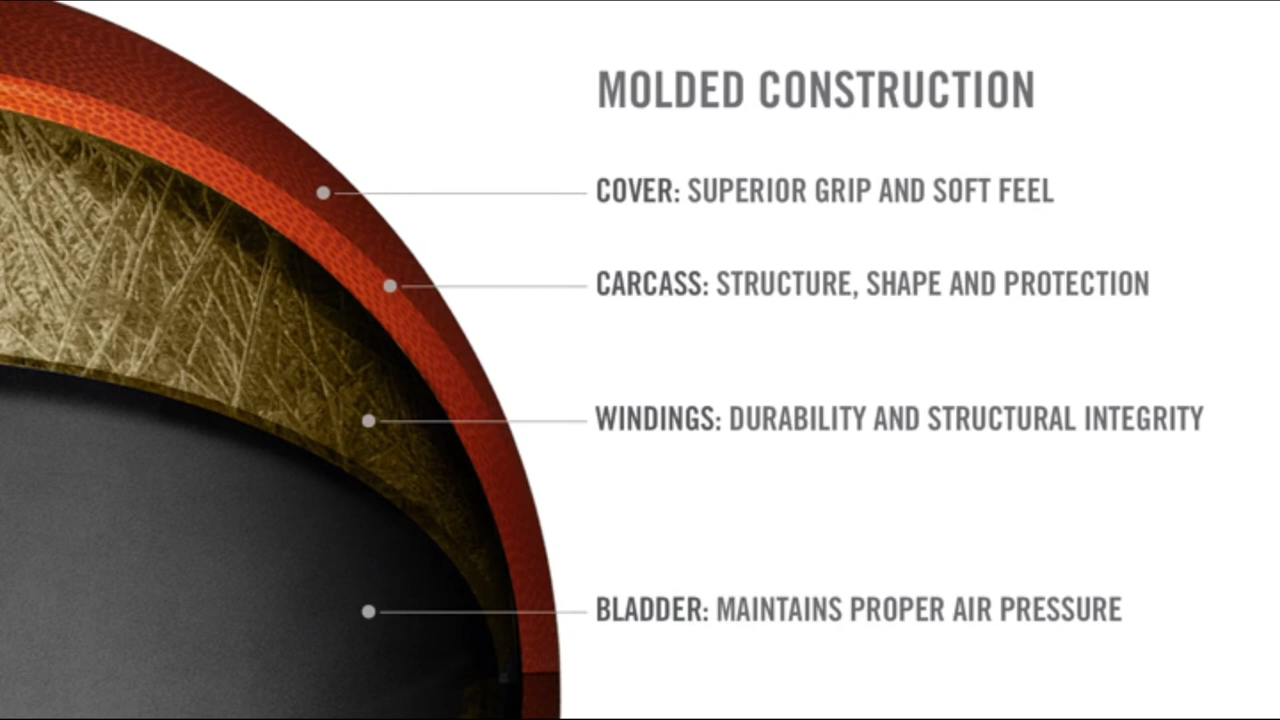 MOLDED CONSTRUCTION
COVER: SUPERIOR GRIP AND SOFT FEEL
CARCASS: STRUCTURE, SHAPE AND PROTECTION
WINDINGS: DURABILITY AND STRUCTURAL INTEGRITY
BLADDER: MAINTAINS PROPER AIR PRESSURE